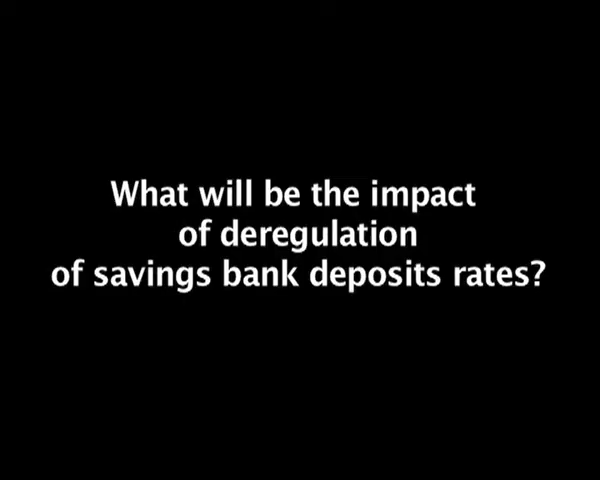 What will be the impact
of deregulation
of savings bank deposits rates?